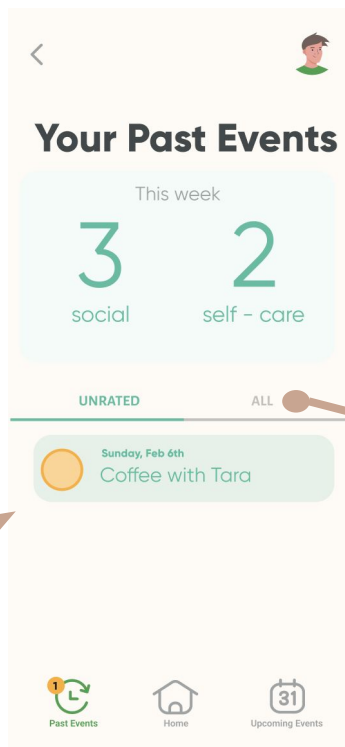 Your Past Events
This week
3 2
social self - care
UNRATED ALL
Sunday, Feb 6th
Coffee with Tara
1 31
Past Events Home Upcoming Events